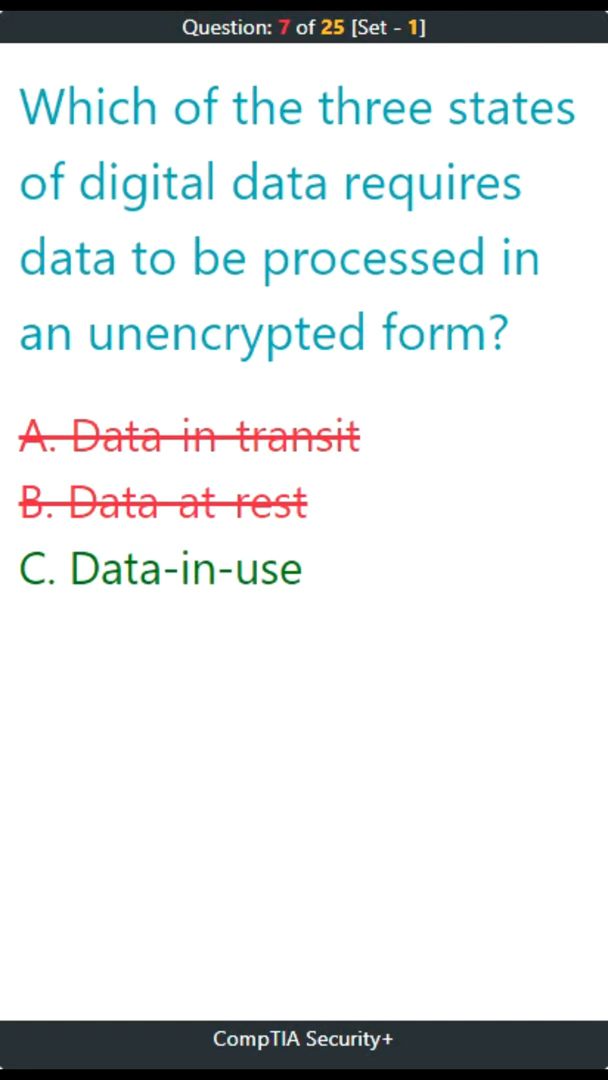 Question: 7 of 25 [Set - 1]
Which of the three states
of digital data requires
data to be processed in
an unencrypted form?
A. Data-in-transit
B. Data-at-rest
C. Data-in-use
CompTIA Security+